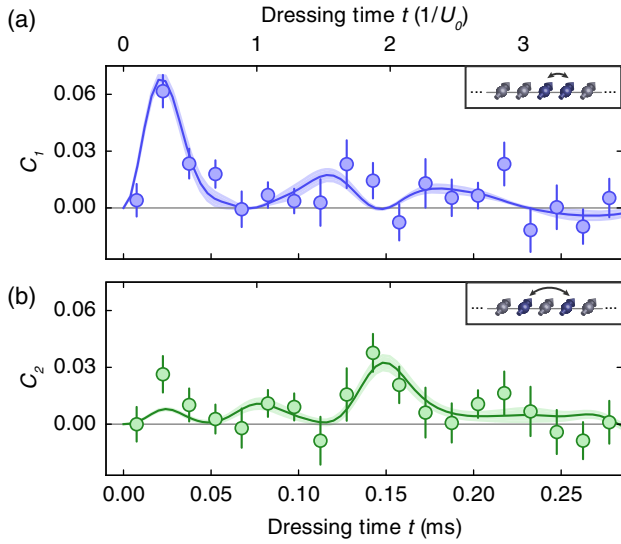 (a)
Dressing time t (1/U₀)
0 1 2 3
C₁
0.06
0.03
0.00
... ...
(b)
C₂
0.06
0.03
0.00
... ...
0.00 0.05 0.10 0.15 0.20 0.25
Dressing time t (ms)